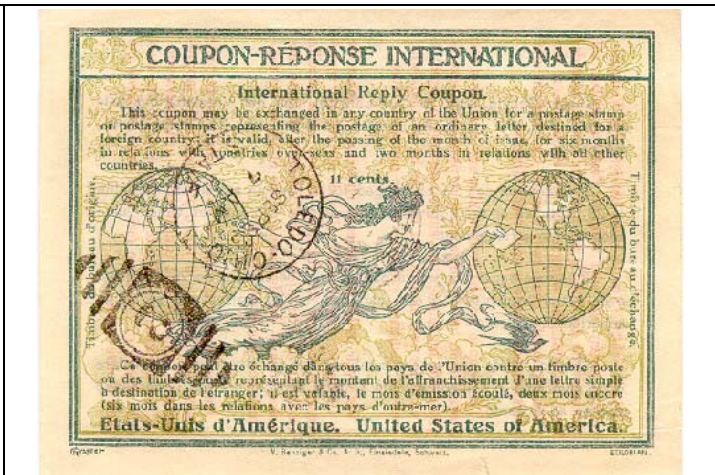 COUPON-RÉPONSE INTERNATIONAL
International Reply Coupon.
This coupon may be exchanged in any country of the Union for a postage stamp
or postage stamps representing the postage of an ordinary letter destined for a
foreign country; it is valid, after the passing of the month of issue, for six months
in relations with countries over-seas and two months in relations with all other
countries.
11 cents
TOLEDO, OHIO
Timbre du bureau d'origine
Timbre du bureau d'échange.
Ce coupon peut être échangé dans tous les pays de l'Union contre un timbre poste
ou des timbres-poste représentant le montant de l'affranchissement d'une lettre simple
à destination de l'étranger; il est valable, le mois d'émission écoulé, deux mois encore
(six mois dans les relations avec les pays d'outre-mer).
Etats-Unis d'Amérique. United States of America.
Benziger & Co.